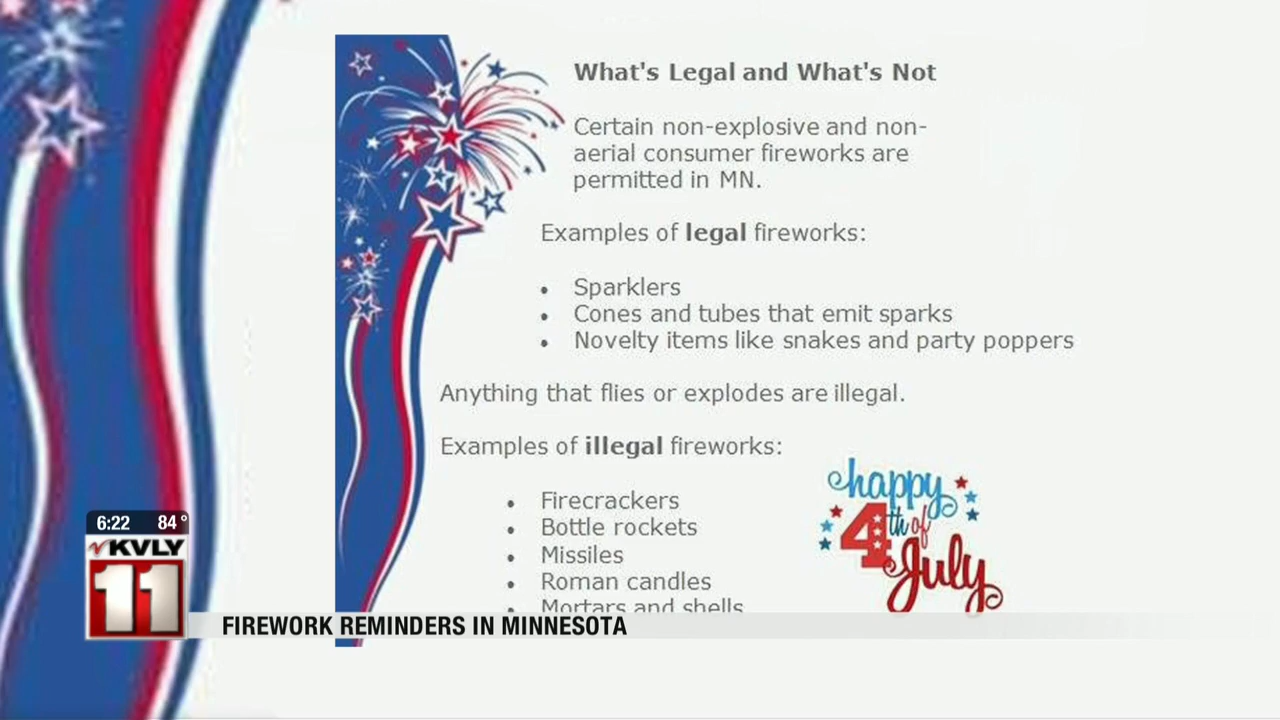 What's Legal and What's Not
Certain non-explosive and non-
aerial consumer fireworks are
permitted in MN.
Examples of legal fireworks:
• Sparklers
• Cones and tubes that emit sparks
• Novelty items like snakes and party poppers
Anything that flies or explodes are illegal.
Examples of illegal fireworks:
• Firecrackers
• Bottle rockets
• Missiles
• Roman candles
• Mortars and shells
happy
4th of
July
6:22 84°
KVLY
11
FIREWORK REMINDERS IN MINNESOTA